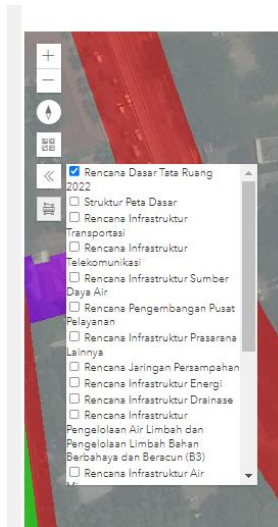 Rencana Dasar Tata Ruang
2022
Struktur Peta Dasar
Rencana Infrastruktur
Transportasi
Rencana Infrastruktur
Telekomunikasi
Rencana Infrastruktur Sumber
Daya Air
Rencana Pengembangan Pusat
Pelayanan
Rencana Infrastruktur Prasarana
Lainnya
Rencana Jaringan Persampahan
Rencana Infrastruktur Energi
Rencana Infrastruktur Drainase
Rencana Infrastruktur
Pengelolaan Air Limbah dan
Pengelolaan Limbah Bahan
Berbahaya dan Beracun (B3)
Rencana Infrastruktur Air